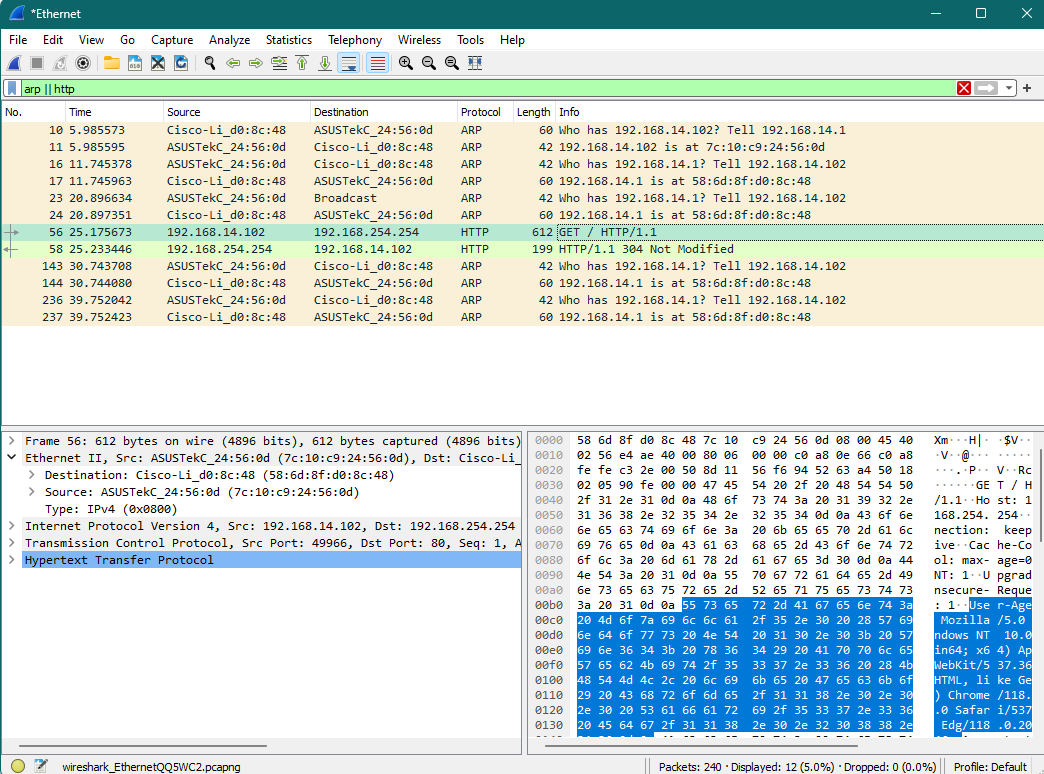 *Ethernet
File Edit View Go Capture Analyze Statistics Telephony Wireless Tools Help
arp || http
No. Time Source Destination Protocol Length Info
10 5.985573 Cisco-Li_d0:8c:48 ASUSTekC_24:56:0d ARP 60 Who has 192.168.14.102? Tell 192.168.14.1
11 5.985595 ASUSTekC_24:56:0d Cisco-Li_d0:8c:48 ARP 42 192.168.14.102 is at 7c:10:c9:24:56:0d
16 11.745378 ASUSTekC_24:56:0d Cisco-Li_d0:8c:48 ARP 42 Who has 192.168.14.1? Tell 192.168.14.102
17 11.745963 Cisco-Li_d0:8c:48 ASUSTekC_24:56:0d ARP 60 192.168.14.1 is at 58:6d:8f:d0:8c:48
23 20.896634 ASUSTekC_24:56:0d Broadcast ARP 42 Who has 192.168.14.1? Tell 192.168.14.102
24 20.897351 Cisco-Li_d0:8c:48 ASUSTekC_24:56:0d ARP 60 192.168.14.1 is at 58:6d:8f:d0:8c:48
56 25.175673 192.168.14.102 192.168.254.254 HTTP 612 GET / HTTP/1.1
58 25.233446 192.168.254.254 192.168.14.102 HTTP 199 HTTP/1.1 304 Not Modified
143 30.743708 ASUSTekC_24:56:0d Cisco-Li_d0:8c:48 ARP 42 Who has 192.168.14.1? Tell 192.168.14.102
144 30.744080 Cisco-Li_d0:8c:48 ASUSTekC_24:56:0d ARP 60 192.168.14.1 is at 58:6d:8f:d0:8c:48
236 39.752042 ASUSTekC_24:56:0d Cisco-Li_d0:8c:48 ARP 42 Who has 192.168.14.1? Tell 192.168.14.102
237 39.752423 Cisco-Li_d0:8c:48 ASUSTekC_24:56:0d ARP 60 192.168.14.1 is at 58:6d:8f:d0:8c:48
Frame 56: 612 bytes on wire (4896 bits), 612 bytes captured (4896 bits)
Ethernet II, Src: ASUSTekC_24:56:0d (7c:10:c9:24:56:0d), Dst: Cisco-Li_
Destination: Cisco-Li_d0:8c:48 (58:6d:8f:d0:8c:48)
Source: ASUSTekC_24:56:0d (7c:10:c9:24:56:0d)
Type: IPv4 (0x0800)
Internet Protocol Version 4, Src: 192.168.14.102, Dst: 192.168.254.254
Transmission Control Protocol, Src Port: 49966, Dst Port: 80, Seq: 1, A
Hypertext Transfer Protocol
0000 58 6d 8f d0 8c 48 7c 10 c9 24 56 0d 08 00 45 40 Xm···H|· ·$V···
0010 02 56 e4 ae 40 00 80 06 00 00 c0 a8 0e 66 c0 a8 ·V··@···
0020 fe fe c3 2e 00 50 8d 11 56 f6 94 52 63 a4 50 18 ···.·P·· V··Rc
0030 02 05 90 fe 00 00 47 45 54 20 2f 20 48 54 54 50 ······GE T / H
0040 2f 31 2e 31 0d 0a 48 6f 73 74 3a 20 31 39 32 2e /1.1··Ho st: 1
0050 31 36 38 2e 32 35 34 2e 32 35 34 0d 0a 43 6f 6e 168.254. 254··
0060 6e 65 63 74 69 6f 6e 3a 20 6b 65 65 70 2d 61 6c nection: keep
0070 69 76 65 0d 0a 43 61 63 68 65 2d 43 6f 6e 74 72 ive··Cac he-Co
0080 6f 6c 3a 20 6d 61 78 2d 61 67 65 3d 30 0d 0a 44 ol: max- age=0
0090 4e 54 3a 20 31 0d 0a 55 70 67 72 61 64 65 2d 49 NT: 1··U pgrad
00a0 6e 73 65 63 75 72 65 2d 52 65 71 75 65 73 74 73 nsecure- Reque
00b0 3a 20 31 0d 0a 55 73 65 72 2d 41 67 65 6e 74 3a : 1··Use r-Age
00c0 20 4d 6f 7a 69 6c 6c 61 2f 35 2e 30 20 28 57 69 Mozilla /5.0
00d0 6e 64 6f 77 73 20 4e 54 20 31 30 2e 30 3b 20 57 ndows NT 10.0
00e0 69 6e 36 34 3b 20 78 36 34 29 20 41 70 70 6c 65 in64; x6 4) Ap
00f0 57 65 62 4b 69 74 2f 35 33 37 2e 33 36 20 28 4b WebKit/5 37.36
0100 48 54 4d 4c 2c 20 6c 69 6b 65 20 47 65 63 6b 6f HTML, li ke Ge
0110 29 20 43 68 72 6f 6d 65 2f 31 31 38 2e 30 2e 30 ) Chrome /118.
0120 2e 30 20 53 61 66 61 72 69 2f 35 33 37 2e 33 36 .0 Safar i/537
0130 20 45 64 67 2f 31 31 38 2e 30 2e 32 30 38 38 2e Edg/118 .0.20
wireshark_EthernetQQ5WC2.pcapng
Packets: 240 · Displayed: 12 (5.0%) · Dropped: 0 (0.0%)
Profile: Default